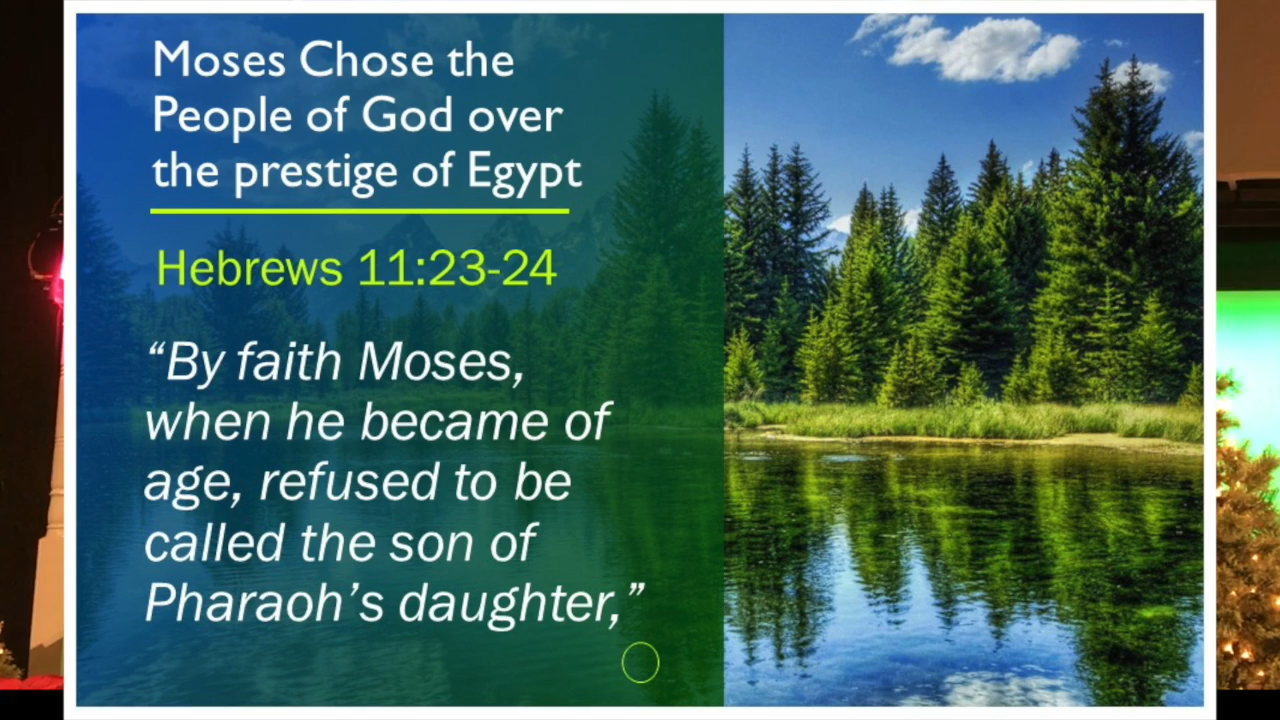 Moses Chose the
People of God over
the prestige of Egypt
Hebrews 11:23-24
“By faith Moses,
when he became of
age, refused to be
called the son of
Pharaoh’s daughter,”